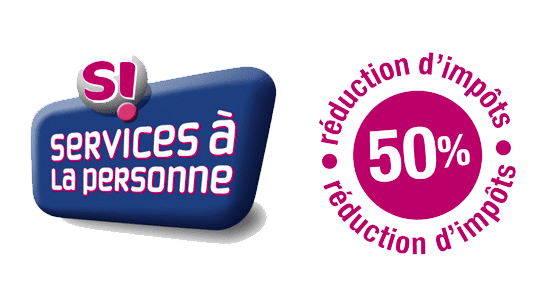 S!
SERVICES à
LA PERSONNE
réduction d'impôts
50%
réduction d'impôts